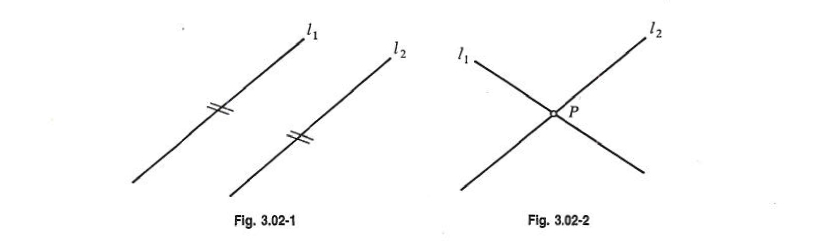 l₁
l₂
l₁
l₂
P
Fig. 3.02-1
Fig. 3.02-2